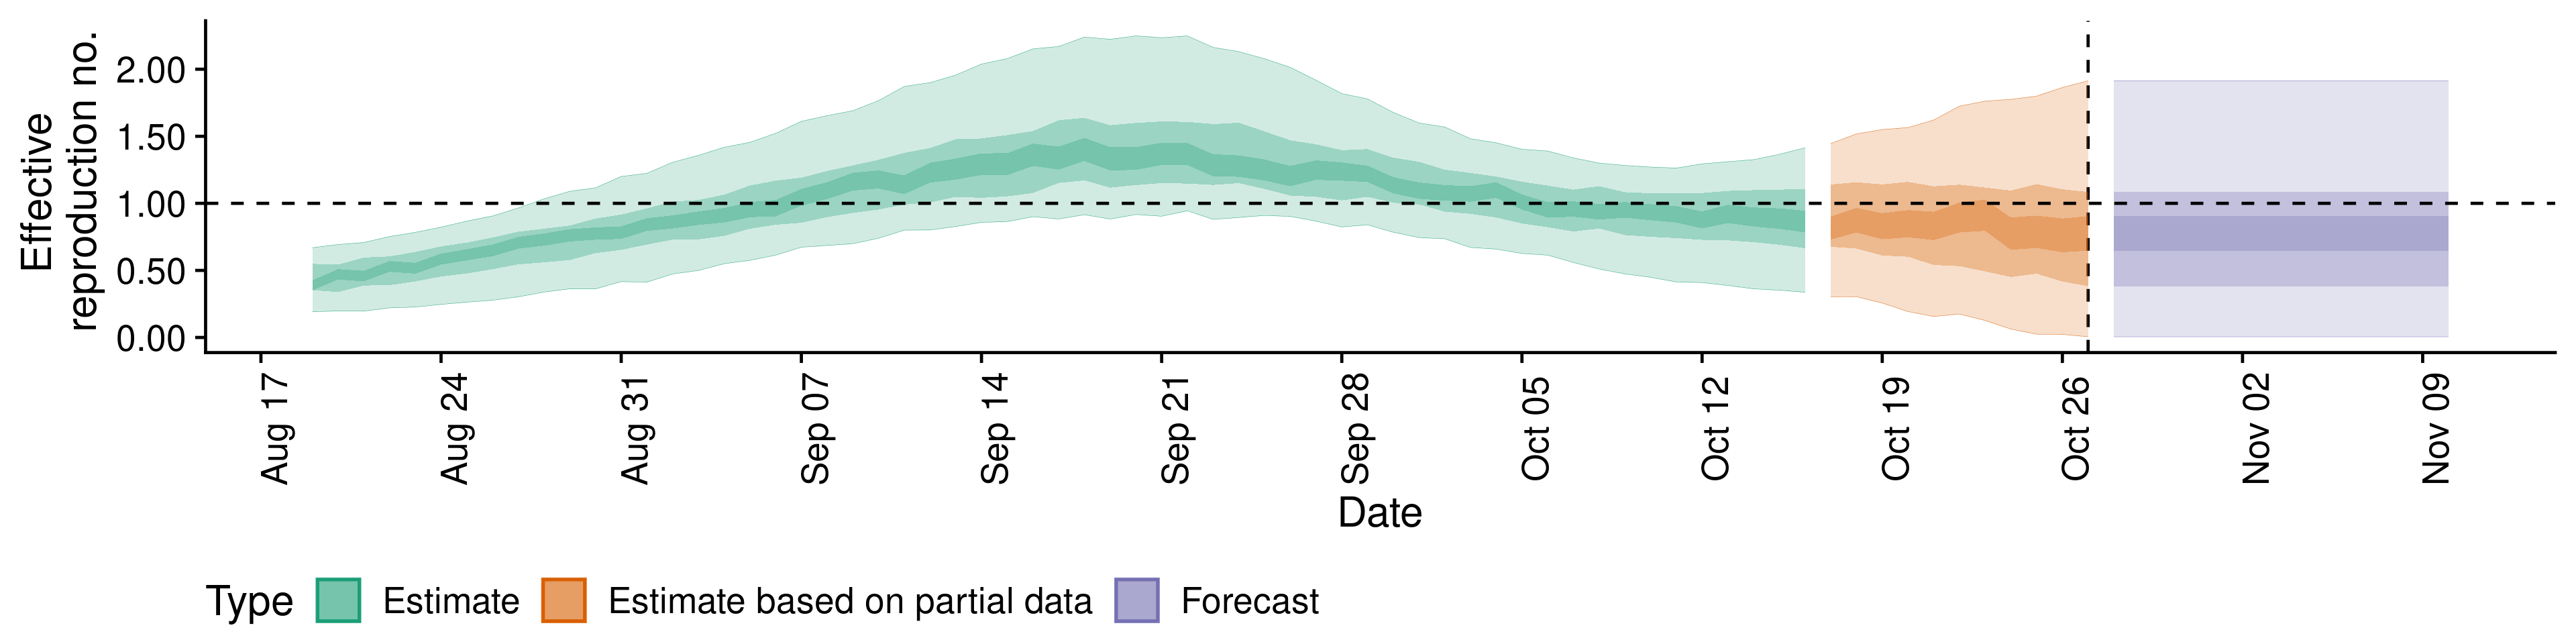 Effective
reproduction no.
2.00
1.50
1.00
0.50
0.00
Aug 17
Aug 24
Aug 31
Sep 07
Sep 14
Sep 21
Sep 28
Oct 05
Oct 12
Oct 19
Oct 26
Nov 02
Nov 09
Date
Type Estimate Estimate based on partial data Forecast